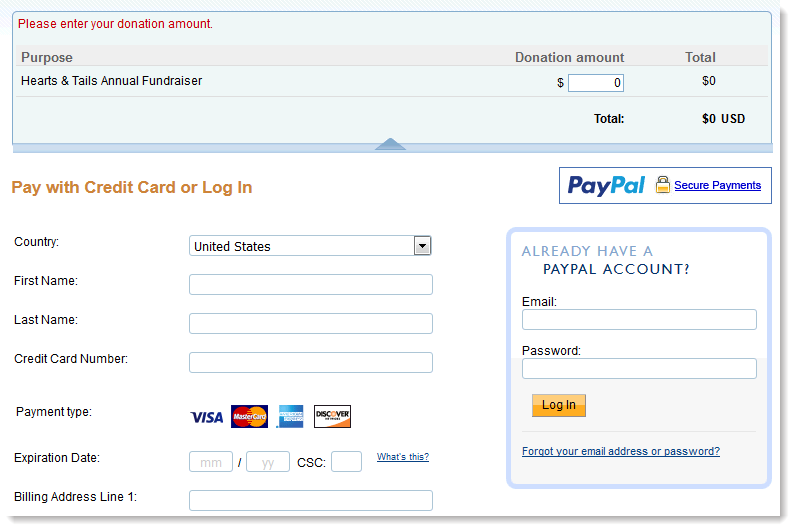 Please enter your donation amount.
Purpose Donation amount Total
Hearts & Tails Annual Fundraiser $ 0 $0
Total: $0 USD
Pay with Credit Card or Log In
PayPal Secure Payments
Country: United States
First Name:
Last Name:
Credit Card Number:
Payment type: VISA MasterCard AMERICAN EXPRESS DISCOVER
Expiration Date: mm / yy CSC: What's this?
Billing Address Line 1:
ALREADY HAVE A
PAYPAL ACCOUNT?
Email:
Password:
Log In
Forgot your email address or password?